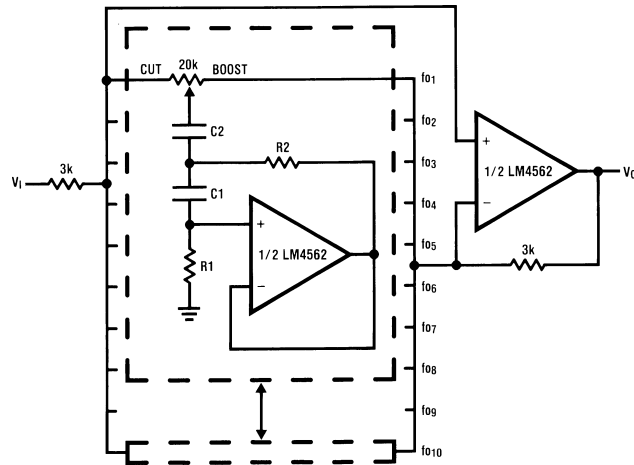 CUT 20k BOOST fo1
C2 fo2
R2 fo3
+
1/2 LM4562
−
VO
3k
VI
C1 fo4
+
1/2 LM4562
−
R1
fo5
3k
fo6
fo7
fo8
fo9
fo10